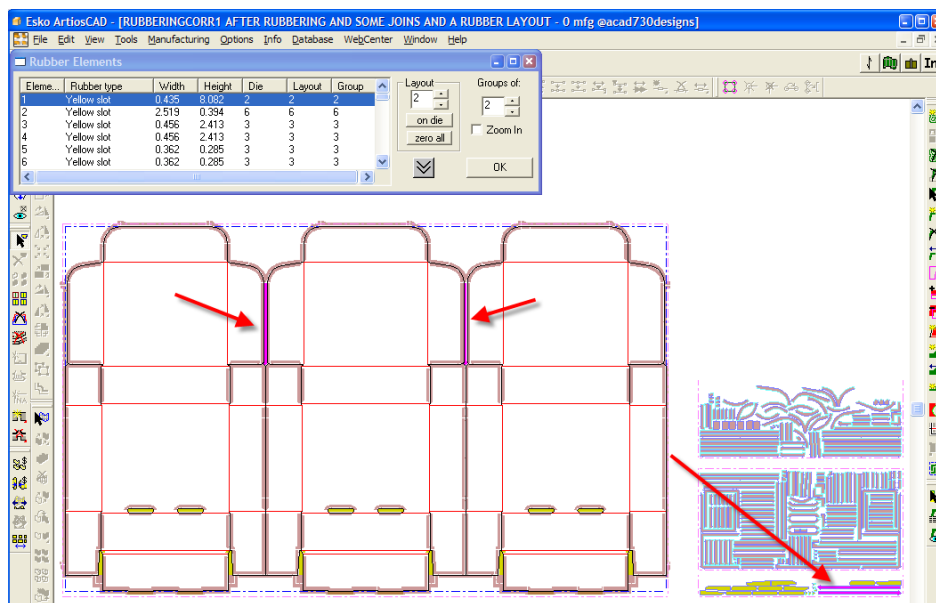 Esko ArtiosCAD - [RUBBERINGCORR1 AFTER RUBBERING AND SOME JOINS AND A RUBBER LAYOUT - 0 mfg @acad730designs]
File Edit View Tools Manufacturing Options Info Database WebCenter Window Help
Rubber Elements
Eleme... Rubber type Width Height Die Layout Group
1 Yellow slot 0.435 8.082 2 2 2
2 Yellow slot 2.519 0.394 6 6 6
3 Yellow slot 0.456 2.413 3 3 3
4 Yellow slot 0.456 2.413 3 3 3
5 Yellow slot 0.362 0.285 3 3 3
6 Yellow slot 0.362 0.285 3 3 3
Layout
2
on die
zero all
Groups of:
2
Zoom In
OK
In